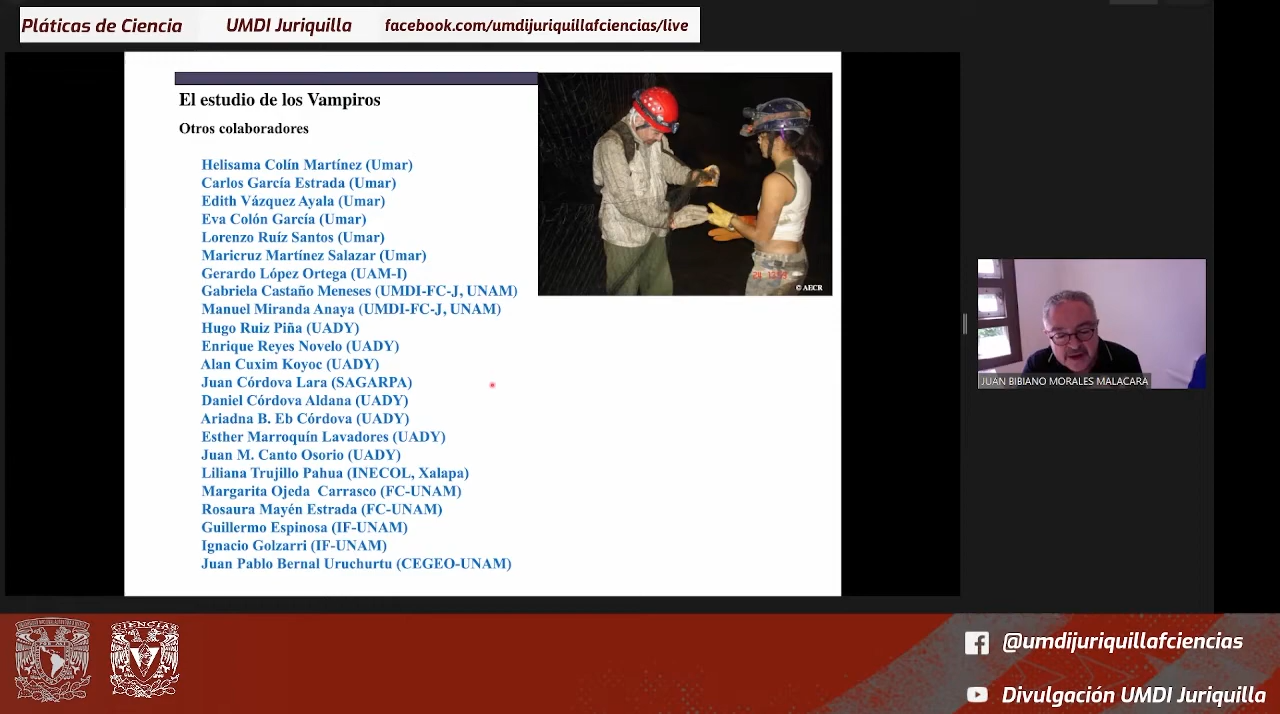 Pláticas de Ciencia UMDI Juriquilla facebook.com/umdijuriquillafciencias/live
El estudio de los Vampiros
Otros colaboradores
Helisama Colín Martínez (Umar)
Carlos García Estrada (Umar)
Edith Vázquez Ayala (Umar)
Eva Colón García (Umar)
Lorenzo Ruíz Santos (Umar)
Maricruz Martínez Salazar (Umar)
Gerardo López Ortega (UAM-I)
Gabriela Castaño Meneses (UMDI-FC-J, UNAM)
Manuel Miranda Anaya (UMDI-FC-J, UNAM)
Hugo Ruiz Piña (UADY)
Enrique Reyes Novelo (UADY)
Alan Cuxim Koyoc (UADY)
Juan Córdova Lara (SAGARPA)
Daniel Córdova Aldana (UADY)
Ariadna B. Eb Córdova (UADY)
Esther Marroquín Lavadores (UADY)
Juan M. Canto Osorio (UADY)
Liliana Trujillo Pahua (INECOL, Xalapa)
Margarita Ojeda Carrasco (FC-UNAM)
Rosaura Mayén Estrada (FC-UNAM)
Guillermo Espinosa (IF-UNAM)
Ignacio Golzarri (IF-UNAM)
Juan Pablo Bernal Uruchurtu (CEGEO-UNAM)
© AECR
JUAN BIBIANO MORALES MALACARA
CIENCIAS
@umdijuriquillafciencias
Divulgación UMDI Juriquilla